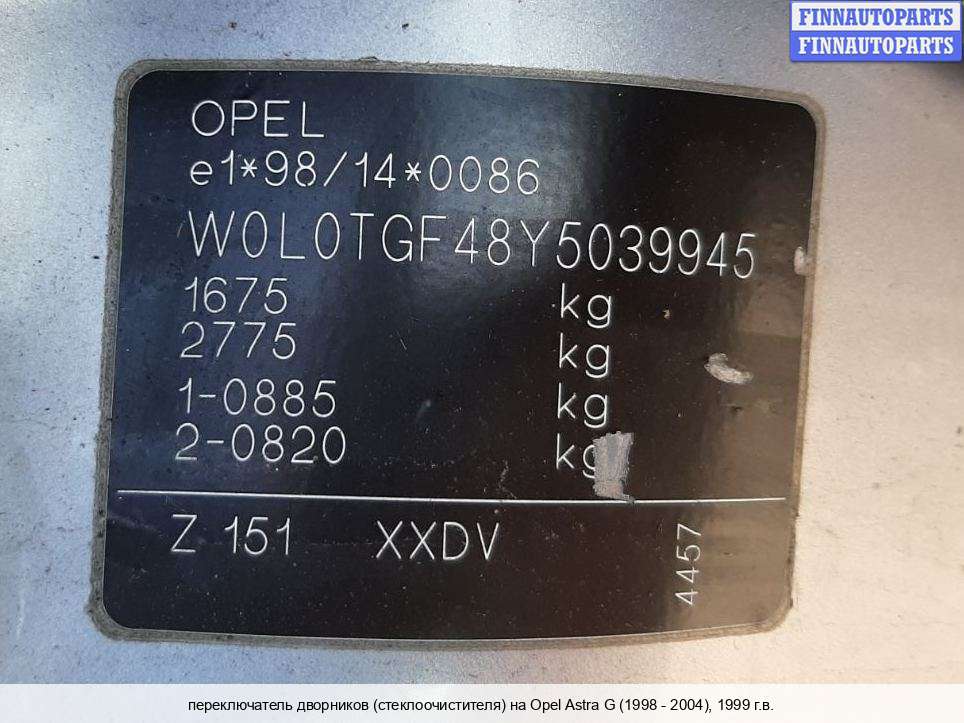 FINNAUTOPARTS
FINNAUTOPARTS
OPEL
e1*98/14*0086
W0L0TGF48Y5039945
1675 kg
2775 kg
1-0885 kg
2-0820 kg
Z 151 XXDV
4457
переключатель дворников (стеклоочистителя) на Opel Astra G (1998 - 2004), 1999 г.в.